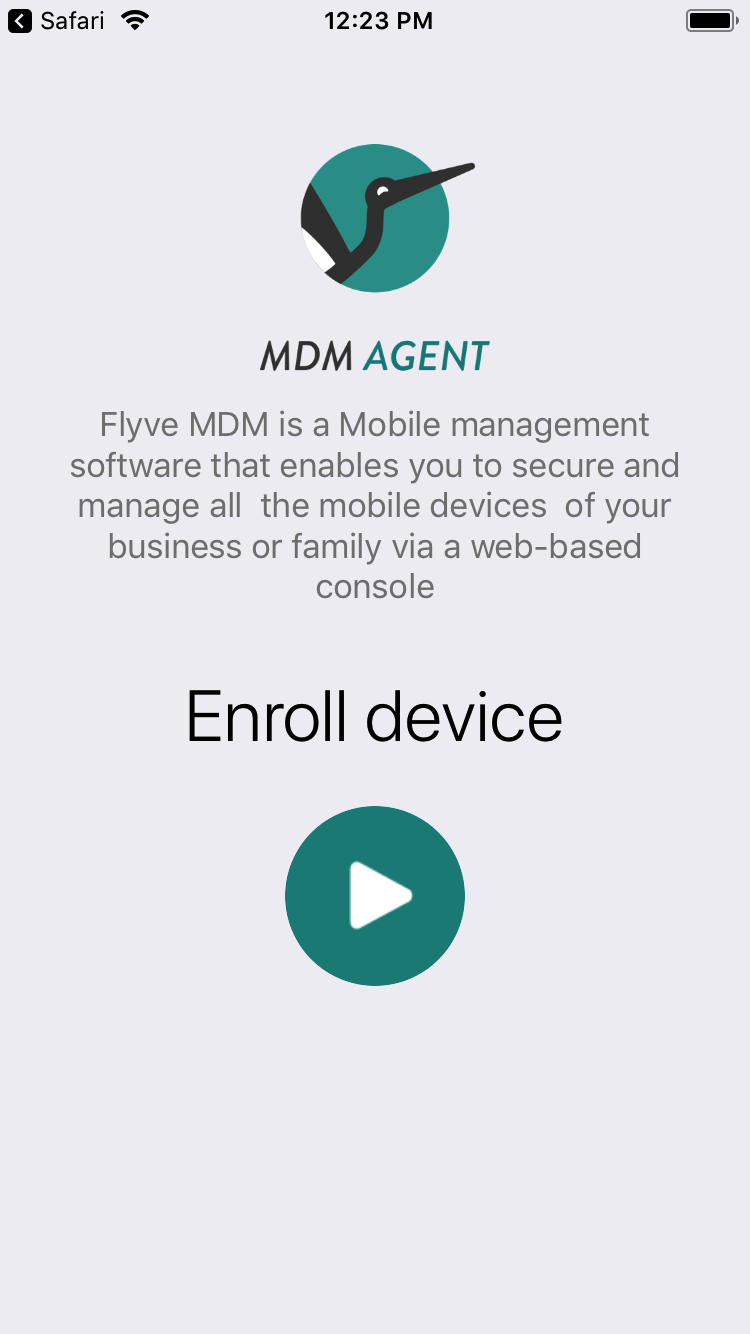 Safari 12:23 PM
MDM AGENT
Flyve MDM is a Mobile management
software that enables you to secure and
manage all  the mobile devices  of your
business or family via a web-based
console
Enroll device